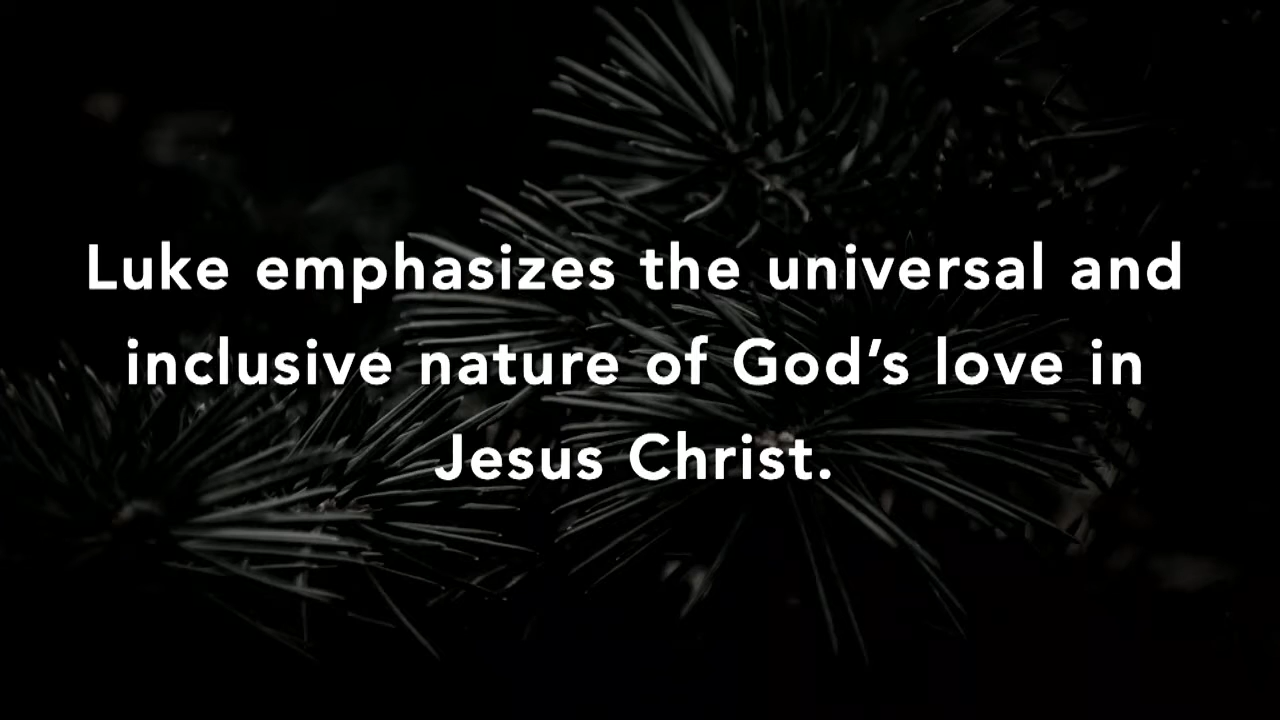 Luke emphasizes the universal and
inclusive nature of God’s love in
Jesus Christ.